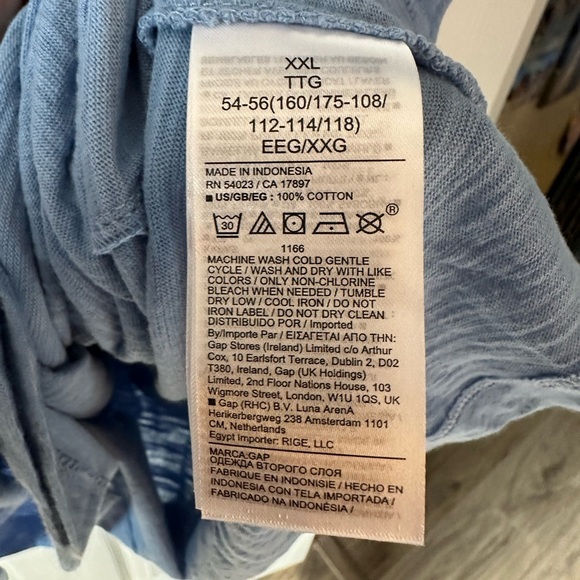 XXL
TTG
54-56(160/175-108/
112-114/118)
EEG/XXG
MADE IN INDONESIA
RN 54023 / CA 17897
■ US/GB/EG : 100% COTTON
30 ®
1166
MACHINE WASH COLD GENTLE
CYCLE / WASH AND DRY WITH LIKE
COLORS / ONLY NON-CHLORINE
BLEACH WHEN NEEDED / TUMBLE
DRY LOW / COOL IRON / DO NOT
IRON LABEL / DO NOT DRY CLEAN
DISTRIBUIDO POR / Imported
By/Importe Par / ΕΙΣΑΓΕΤΑΙ ΑΠΟ ΤΗΝ:
Gap Stores (Ireland) Limited c/o Arthur
Cox, 10 Earlsfort Terrace, Dublin 2, D02
T380, Ireland, Gap (UK Holdings)
Limited, 2nd Floor Nations House, 103
Wigmore Street, London, W1U 1QS, UK
■ Gap (RHC) B.V. Luna ArenA
Herikerbergweg 238 Amsterdam 1101
CM, Netherlands
Egypt Importer: RIGE, LLC
MARCA:GAP
ОДЕЖДА ВТОРОГО СЛОЯ
FABRIQUE EN INDONISIE / HECHO EN
INDONESIA CON TELA IMPORTADA /
FABRICADO NA INDONÉSIA /